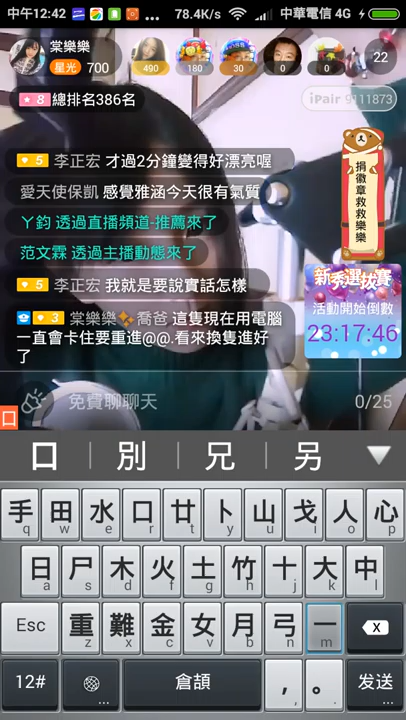 中午12:42 ... 78.4K/s 中華電信 4G
棠樂樂
星光 700
490 180 30 0 0 22
8 總排名386名
iPair 9111873
捐徽章救救樂樂
5 李正宏 才過2分鐘變得好漂亮喔
愛天使保凱 感覺雅涵今天很有氣質
丫鈞 透過直播頻道-推薦來了
范文霖 透過主播動態來了
新秀選拔賽
活動開始倒數
23:17:46
5 李正宏 我就是要說實話怎樣
3 棠樂樂✨喬爸 這隻現在用電腦
一直會卡住要重進@@.看來換隻進好
了
免費聊聊天 0/25
口
口 別 兄 另
手 田 水 口 廿 卜 山 戈 人 心
q w e r t y u i o p
日 尸 木 火 土 竹 十 大 中
a s d f g h j k l
Esc 重 難 金 女 月 弓 一
z x c v b n m
12# 倉頡 , 。 发送